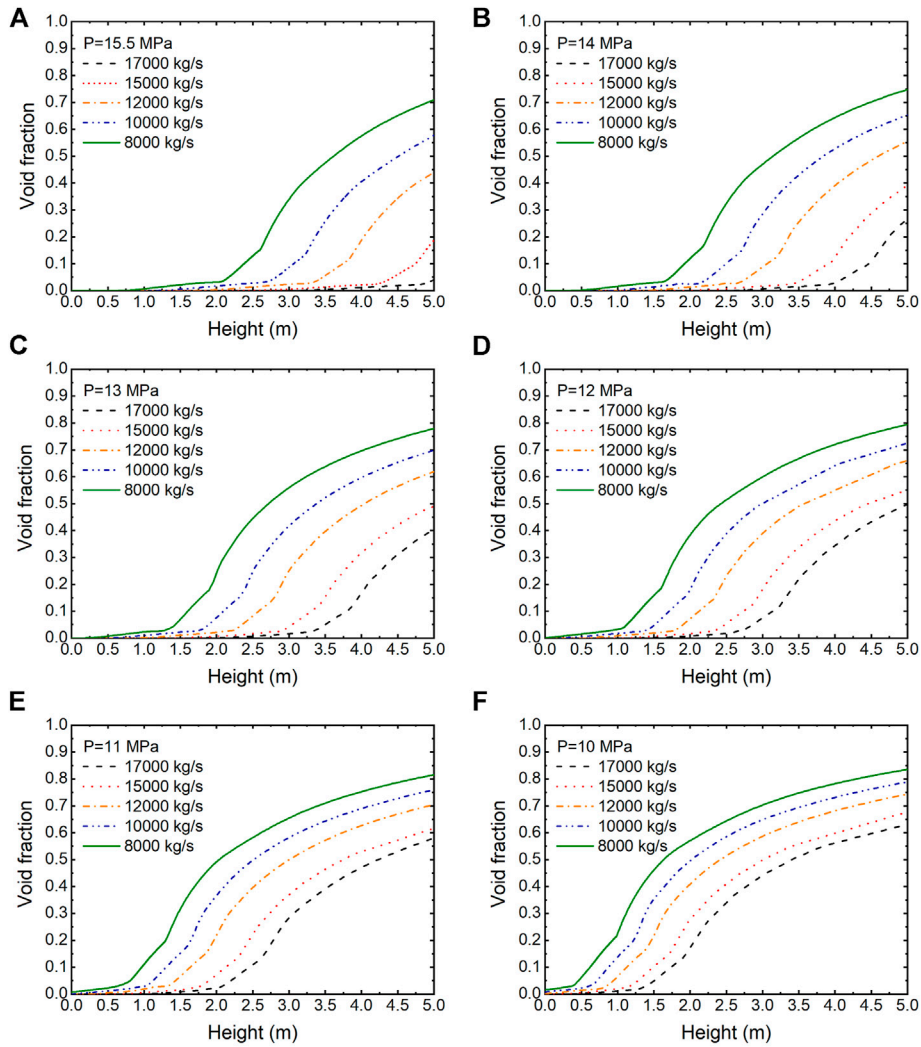 A
P=15.5 MPa
17000 kg/s
15000 kg/s
12000 kg/s
10000 kg/s
8000 kg/s
Void fraction
1.0
0.9
0.8
0.7
0.6
0.5
0.4
0.3
0.2
0.1
0.0
0.0 0.5 1.0 1.5 2.0 2.5 3.0 3.5 4.0 4.5 5.0
Height (m)
B
P=14 MPa
17000 kg/s
15000 kg/s
12000 kg/s
10000 kg/s
8000 kg/s
Void fraction
1.0
0.9
0.8
0.7
0.6
0.5
0.4
0.3
0.2
0.1
0.0
0.0 0.5 1.0 1.5 2.0 2.5 3.0 3.5 4.0 4.5 5.0
Height (m)
C
P=13 MPa
17000 kg/s
15000 kg/s
12000 kg/s
10000 kg/s
8000 kg/s
Void fraction
1.0
0.9
0.8
0.7
0.6
0.5
0.4
0.3
0.2
0.1
0.0
0.0 0.5 1.0 1.5 2.0 2.5 3.0 3.5 4.0 4.5 5.0
Height (m)
D
P=12 MPa
17000 kg/s
15000 kg/s
12000 kg/s
10000 kg/s
8000 kg/s
Void fraction
1.0
0.9
0.8
0.7
0.6
0.5
0.4
0.3
0.2
0.1
0.0
0.0 0.5 1.0 1.5 2.0 2.5 3.0 3.5 4.0 4.5 5.0
Height (m)
E
P=11 MPa
17000 kg/s
15000 kg/s
12000 kg/s
10000 kg/s
8000 kg/s
Void fraction
1.0
0.9
0.8
0.7
0.6
0.5
0.4
0.3
0.2
0.1
0.0
0.0 0.5 1.0 1.5 2.0 2.5 3.0 3.5 4.0 4.5 5.0
Height (m)
F
P=10 MPa
17000 kg/s
15000 kg/s
12000 kg/s
10000 kg/s
8000 kg/s
Void fraction
1.0
0.9
0.8
0.7
0.6
0.5
0.4
0.3
0.2
0.1
0.0
0.0 0.5 1.0 1.5 2.0 2.5 3.0 3.5 4.0 4.5 5.0
Height (m)